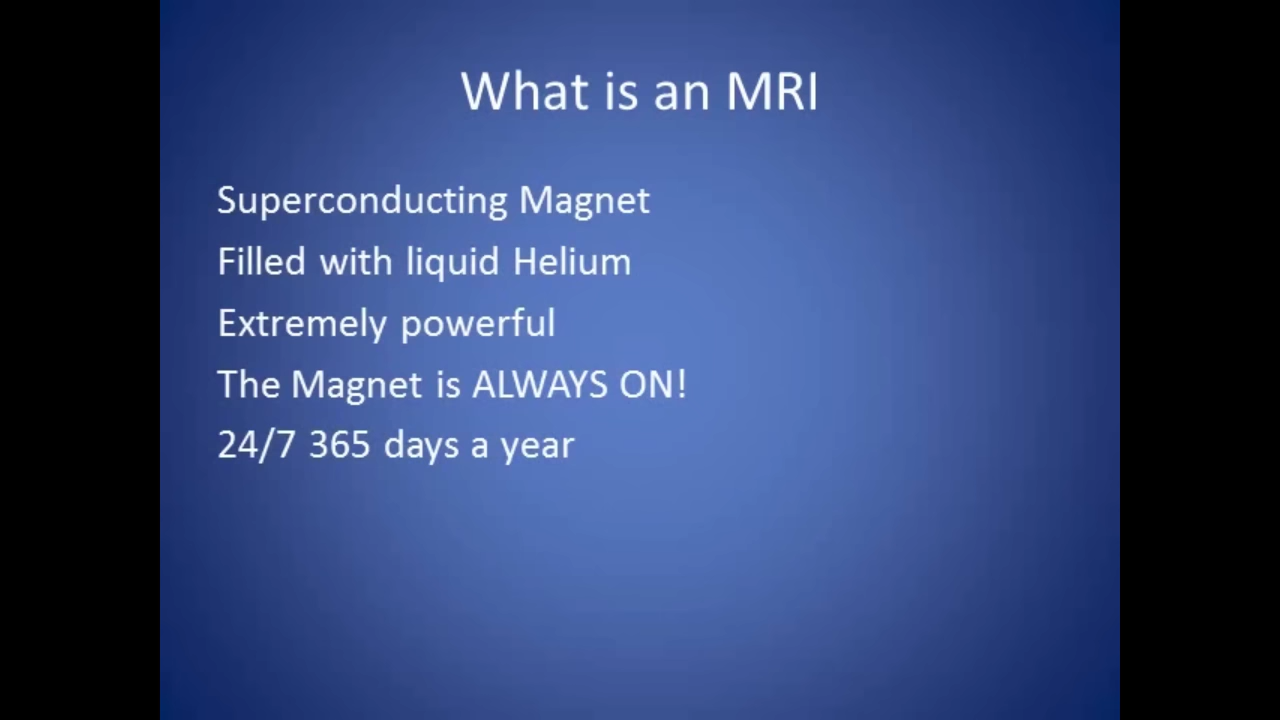 What is an MRI
Superconducting Magnet
Filled with liquid Helium
Extremely powerful
The Magnet is ALWAYS ON!
24/7 365 days a year